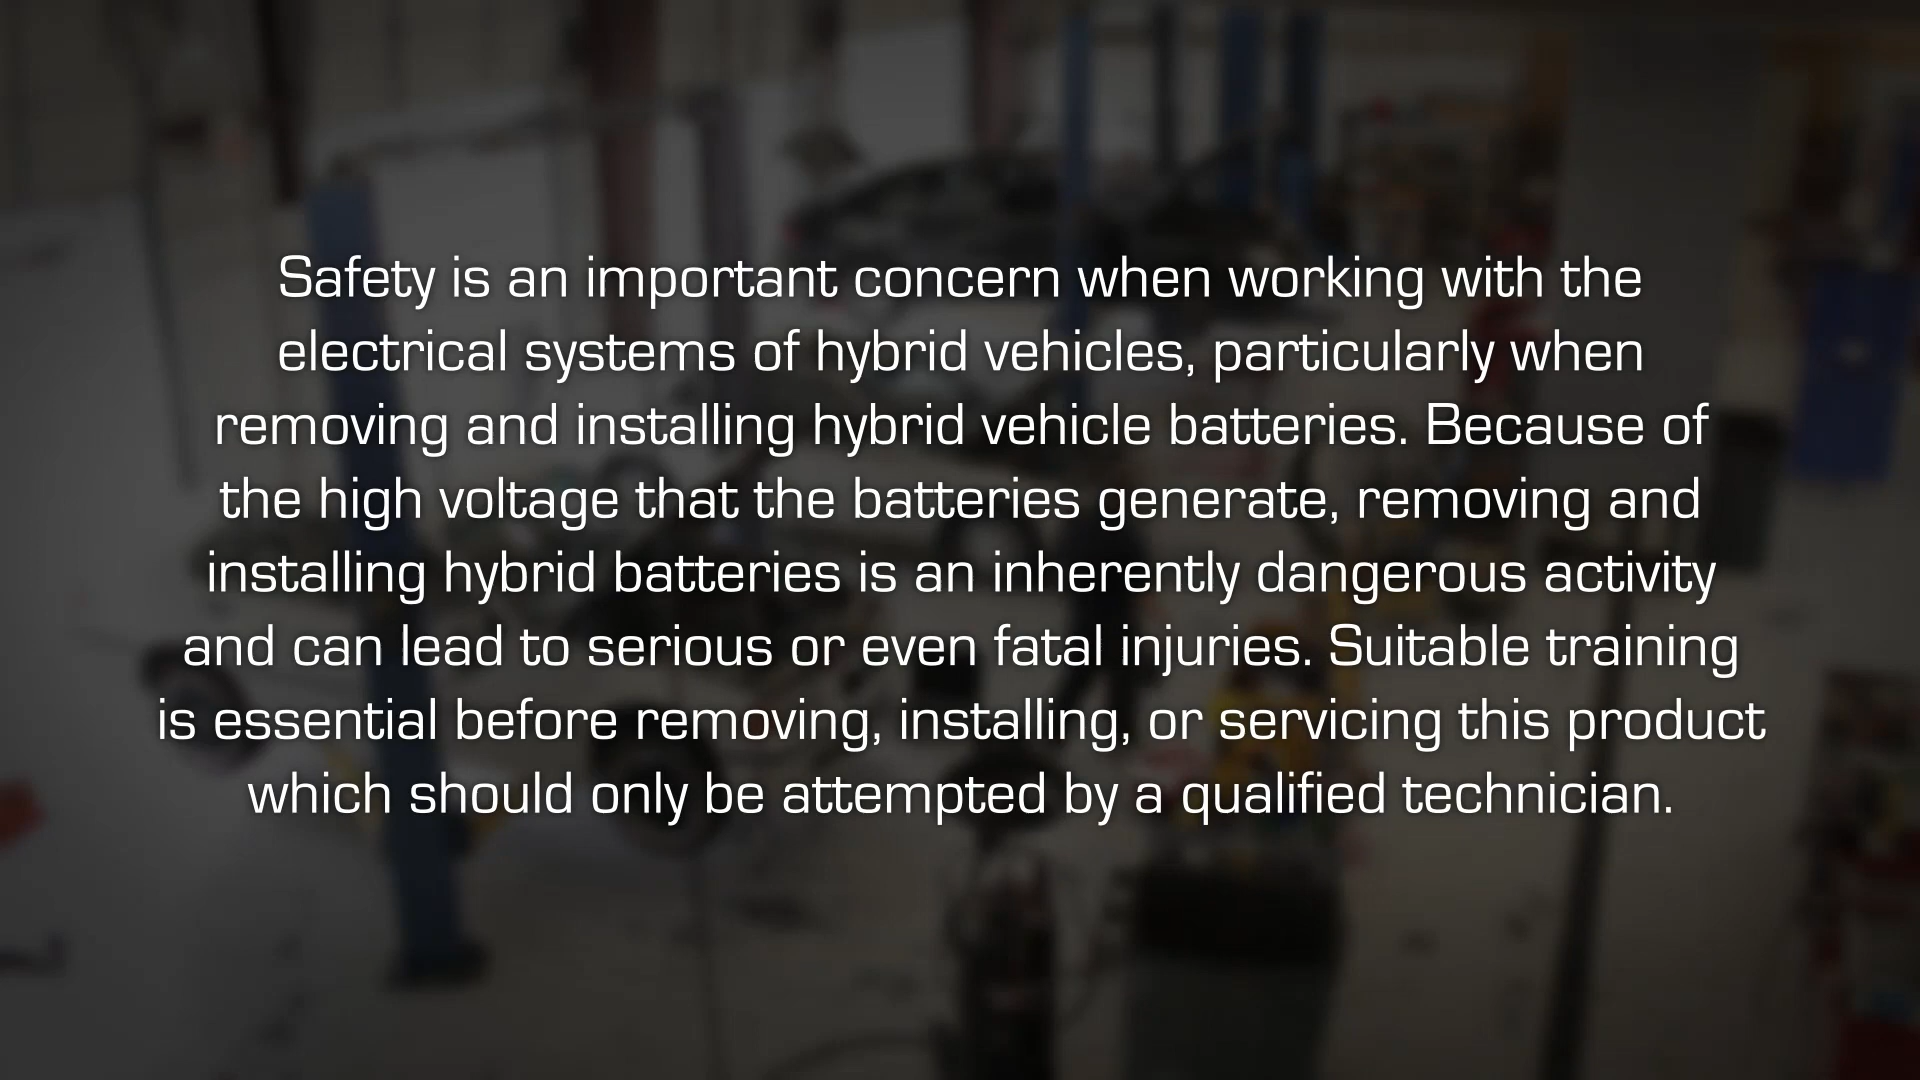 Safety is an important concern when working with the
electrical systems of hybrid vehicles, particularly when
removing and installing hybrid vehicle batteries. Because of
the high voltage that the batteries generate, removing and
installing hybrid batteries is an inherently dangerous activity
and can lead to serious or even fatal injuries. Suitable training
is essential before removing, installing, or servicing this product
which should only be attempted by a qualified technician.